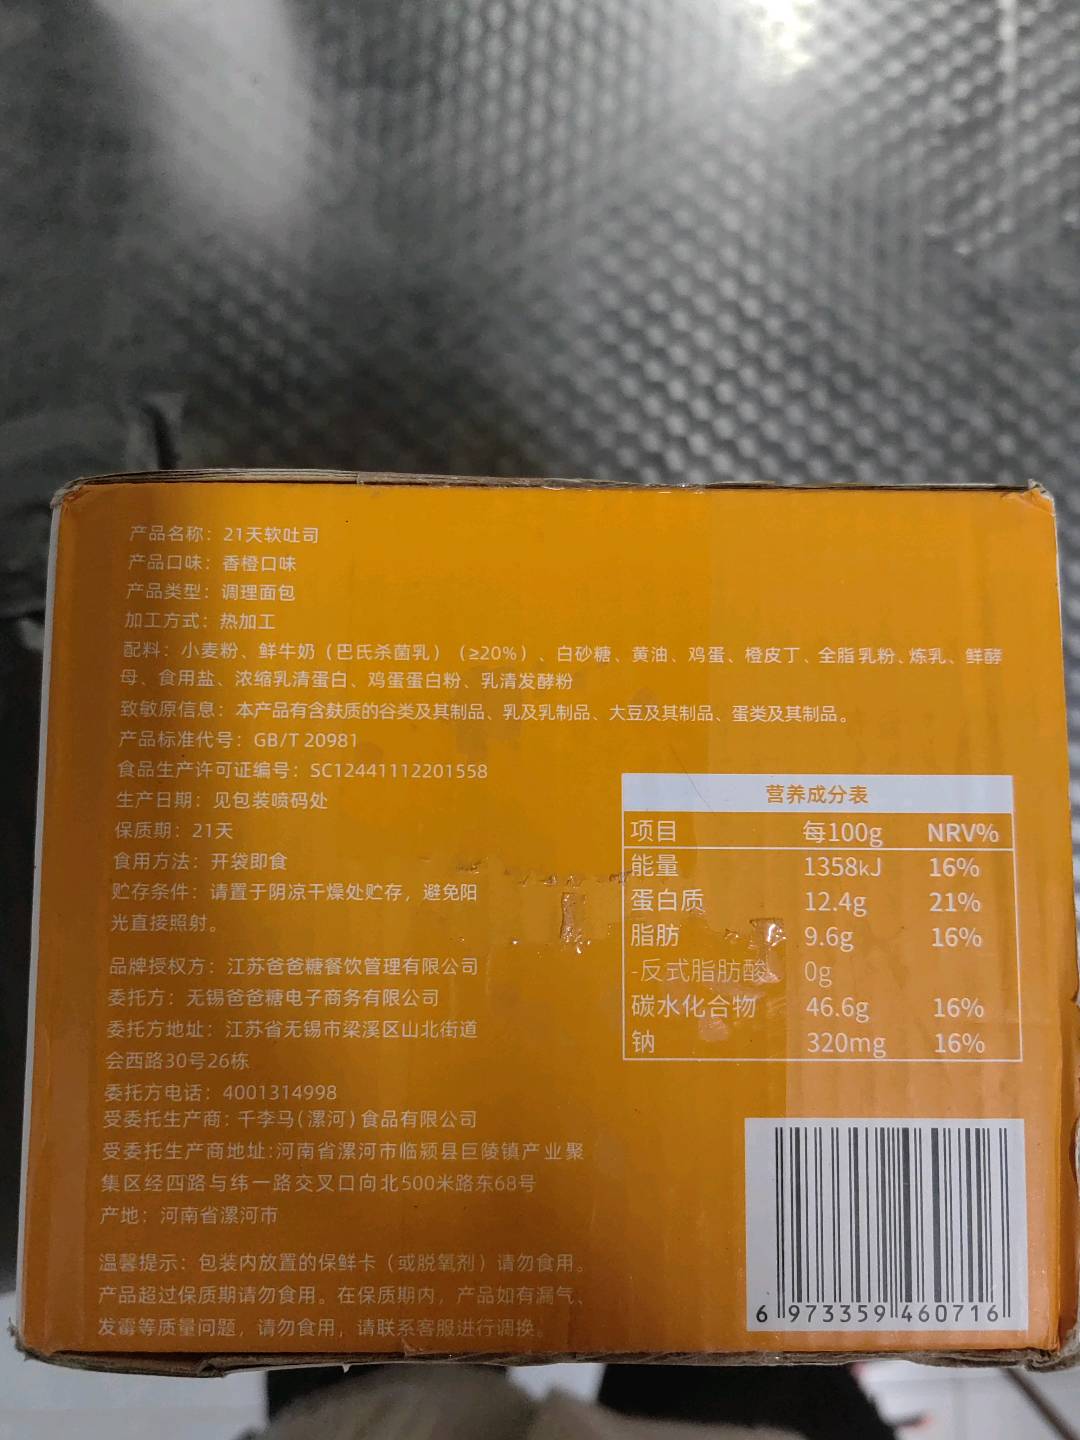 产品名称：21天软吐司
产品口味：香橙口味
产品类型：调理面包
加工方式：热加工
配料：小麦粉、鲜牛奶（巴氏杀菌乳）（≥20%）、白砂糖、黄油、鸡蛋、橙皮丁、全脂乳粉、炼乳、鲜酵
母、食用盐、浓缩乳清蛋白、鸡蛋蛋白粉、乳清发酵粉
致敏原信息：本产品有含麸质的谷类及其制品、乳及乳制品、大豆及其制品、蛋类及其制品。
产品标准代号：GB/T 20981
食品生产许可证编号：SC12441112201558
生产日期：见包装喷码处
保质期：21天
食用方法：开袋即食
贮存条件：请置于阴凉干燥处贮存，避免阳
光直接照射。
品牌授权方：江苏爸爸糖餐饮管理有限公司
委托方：无锡爸爸糖电子商务有限公司
委托方地址：江苏省无锡市梁溪区山北街道
会西路30号26栋
委托方电话：4001314998
受委托生产商：千李马(漯河)食品有限公司
受委托生产商地址:河南省漯河市临颍县巨陵镇产业聚
集区经四路与纬一路交叉口向北500米路东68号
产地：河南省漯河市
温馨提示：包装内放置的保鲜卡（或脱氧剂）请勿食用。
产品超过保质期请勿食用。在保质期内，产品如有漏气、
发霉等质量问题，请勿食用，请联系客服进行调换。
营养成分表
项目 每100g NRV%
能量 1358kJ 16%
蛋白质 12.4g 21%
脂肪 9.6g 16%
-反式脂肪酸 0g
碳水化合物 46.6g 16%
钠 320mg 16%
6 973359 460716